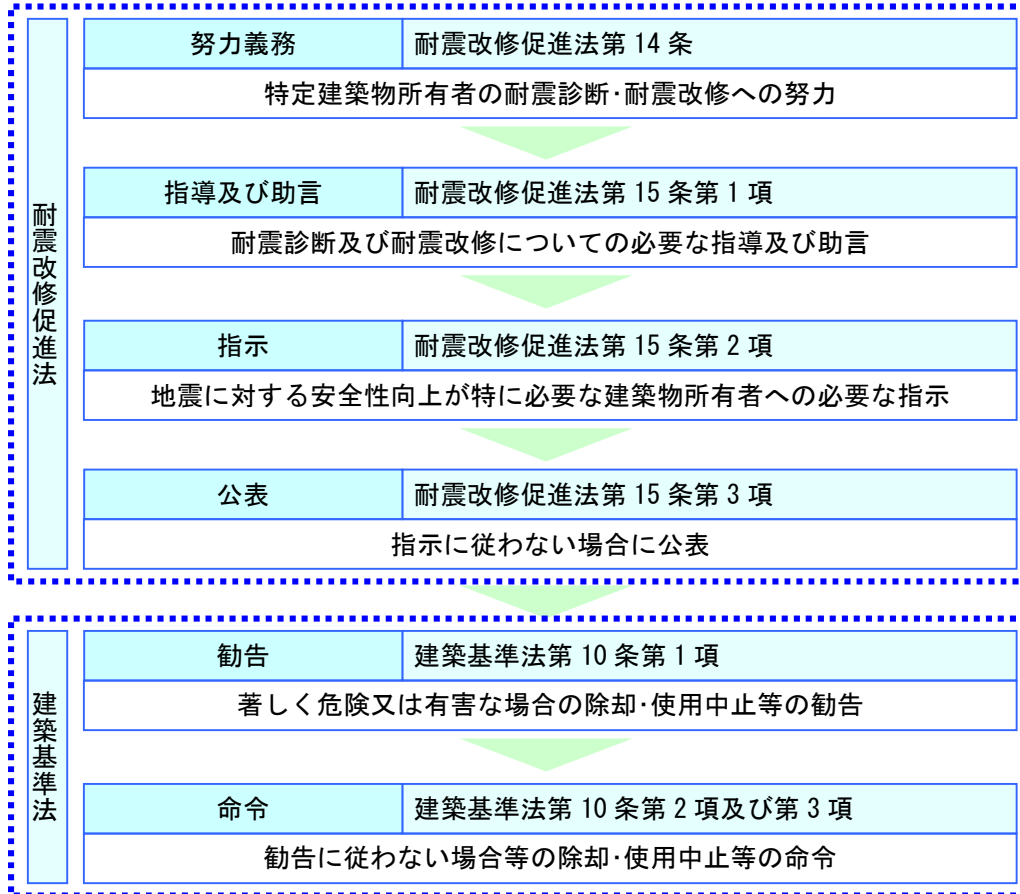 耐震改修促進法
努力義務 耐震改修促進法第 14 条
特定建築物所有者の耐震診断・耐震改修への努力
指導及び助言 耐震改修促進法第 15 条第 1 項
耐震診断及び耐震改修についての必要な指導及び助言
指示 耐震改修促進法第 15 条第 2 項
地震に対する安全性向上が特に必要な建築物所有者への必要な指示
公表 耐震改修促進法第 15 条第 3 項
指示に従わない場合に公表
建築基準法
勧告 建築基準法第 10 条第 1 項
著しく危険又は有害な場合の除却・使用中止等の勧告
命令 建築基準法第 10 条第 2 項及び第 3 項
勧告に従わない場合等の除却・使用中止等の命令